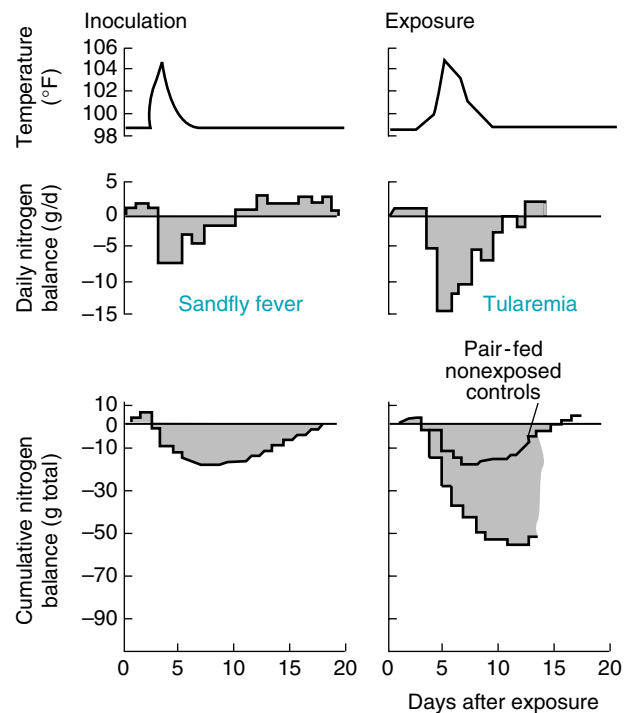 Inoculation
Exposure
Temperature
(°F)
106
104
102
100
98
Daily nitrogen
balance (g/d)
5
0
–5
–10
–15
Sandfly fever
Tularemia
Pair-fed
nonexposed
controls
Cumulative nitrogen
balance (g total)
10
0
–10
–30
–50
–70
–90
0 5 10 15 20
0 5 10 15 20
Days after exposure